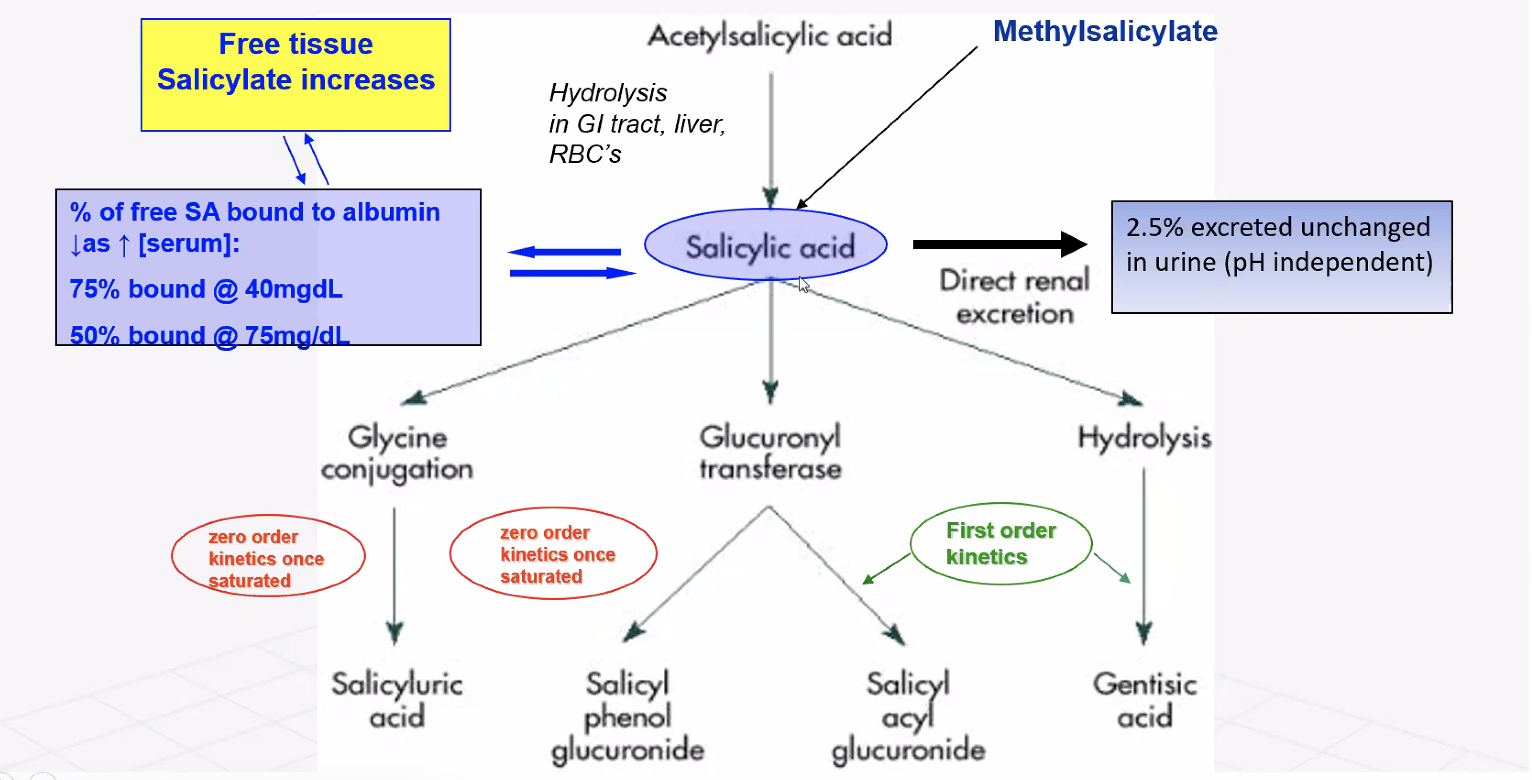 Free tissue
Salicylate increases
Acetylsalicylic acid
Methylsalicylate
Hydrolysis
in GI tract, liver,
RBC's
% of free SA bound to albumin
↓as ↑ [serum]:
75% bound @ 40mgdL
50% bound @ 75mg/dL
Salicylic acid
Direct renal
excretion
2.5% excreted unchanged
in urine (pH independent)
Glycine
conjugation
Glucuronyl
transferase
Hydrolysis
zero order
kinetics once
saturated
zero order
kinetics once
saturated
First order
kinetics
Salicyluric
acid
Salicyl
phenol
glucuronide
Salicyl
acyl
glucuronide
Gentisic
acid